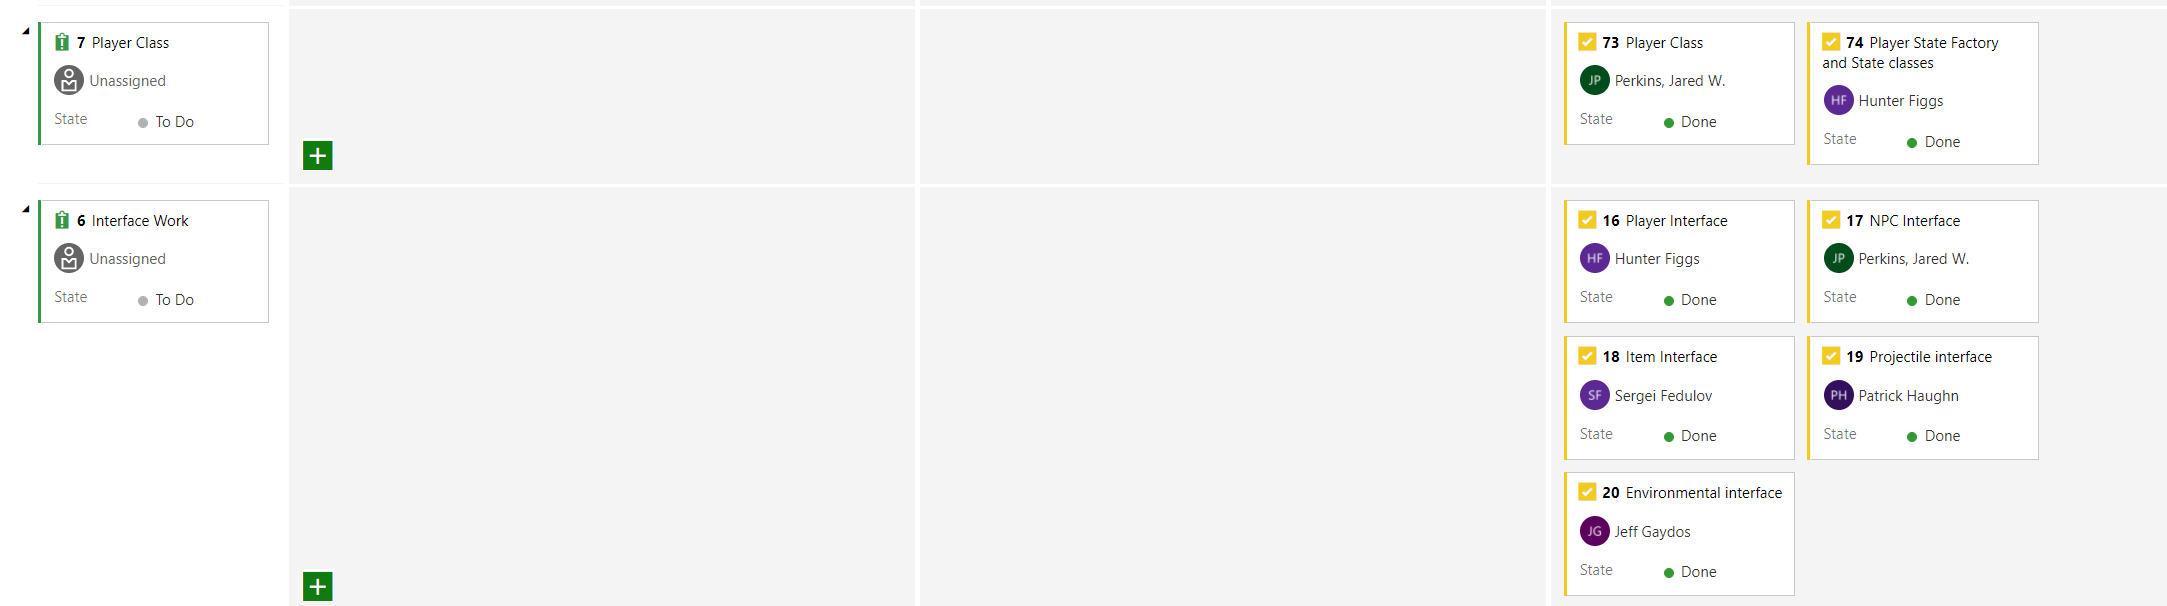 7 Player Class
Unassigned
State To Do
73 Player Class
JP Perkins, Jared W.
State Done
74 Player State Factory
and State classes
HF Hunter Figgs
State Done
6 Interface Work
Unassigned
State To Do
16 Player Interface
HF Hunter Figgs
State Done
17 NPC Interface
JP Perkins, Jared W.
State Done
18 Item Interface
SF Sergei Fedulov
State Done
19 Projectile interface
PH Patrick Haughn
State Done
20 Environmental interface
JG Jeff Gaydos
State Done